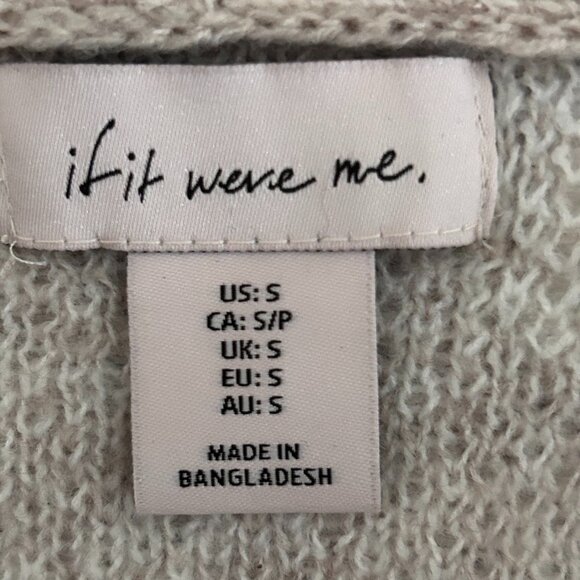 if it were me.
US: S
CA: S/P
UK: S
EU: S
AU: S
MADE IN
BANGLADESH